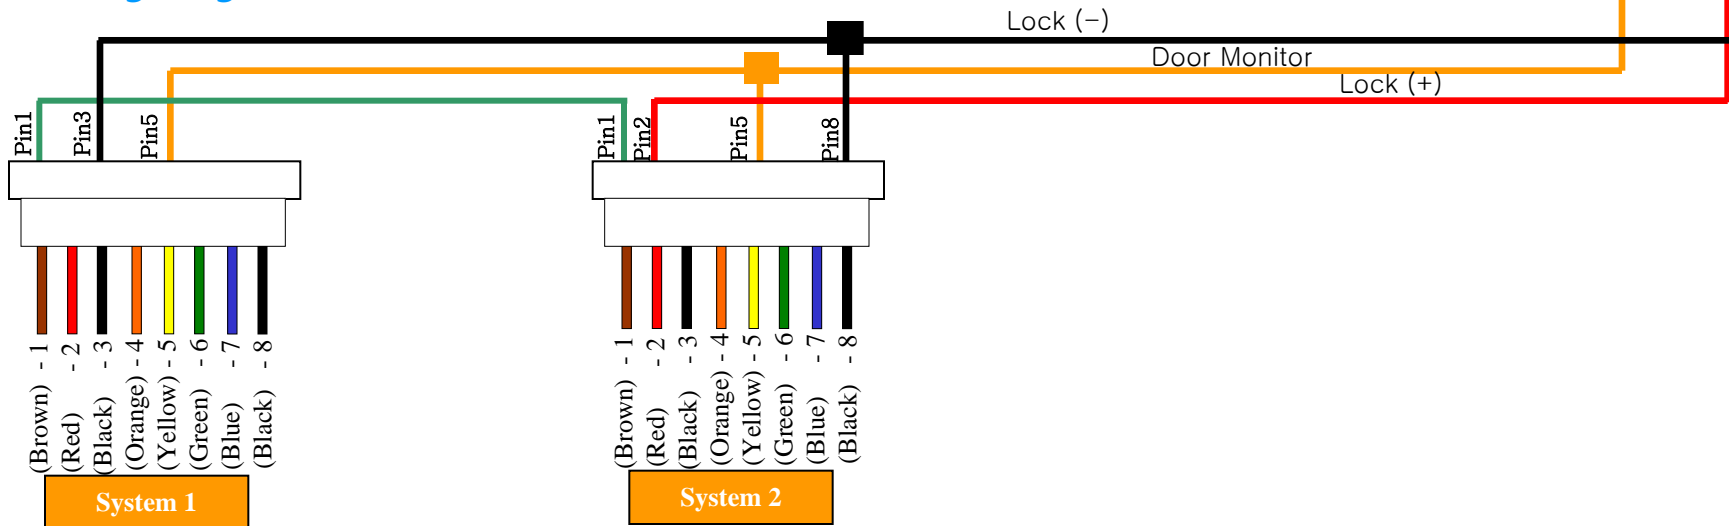 Lock (-)
Door Monitor
Lock (+)
Pin1
Pin3
Pin5
Pin1
Pin2
Pin5
Pin8
(Brown) - 1
(Red) - 2
(Black) - 3
(Orange) - 4
(Yellow) - 5
(Green) - 6
(Blue) - 7
(Black) - 8
System 1
(Brown) - 1
(Red) - 2
(Black) - 3
(Orange) - 4
(Yellow) - 5
(Green) - 6
(Blue) - 7
(Black) - 8
System 2